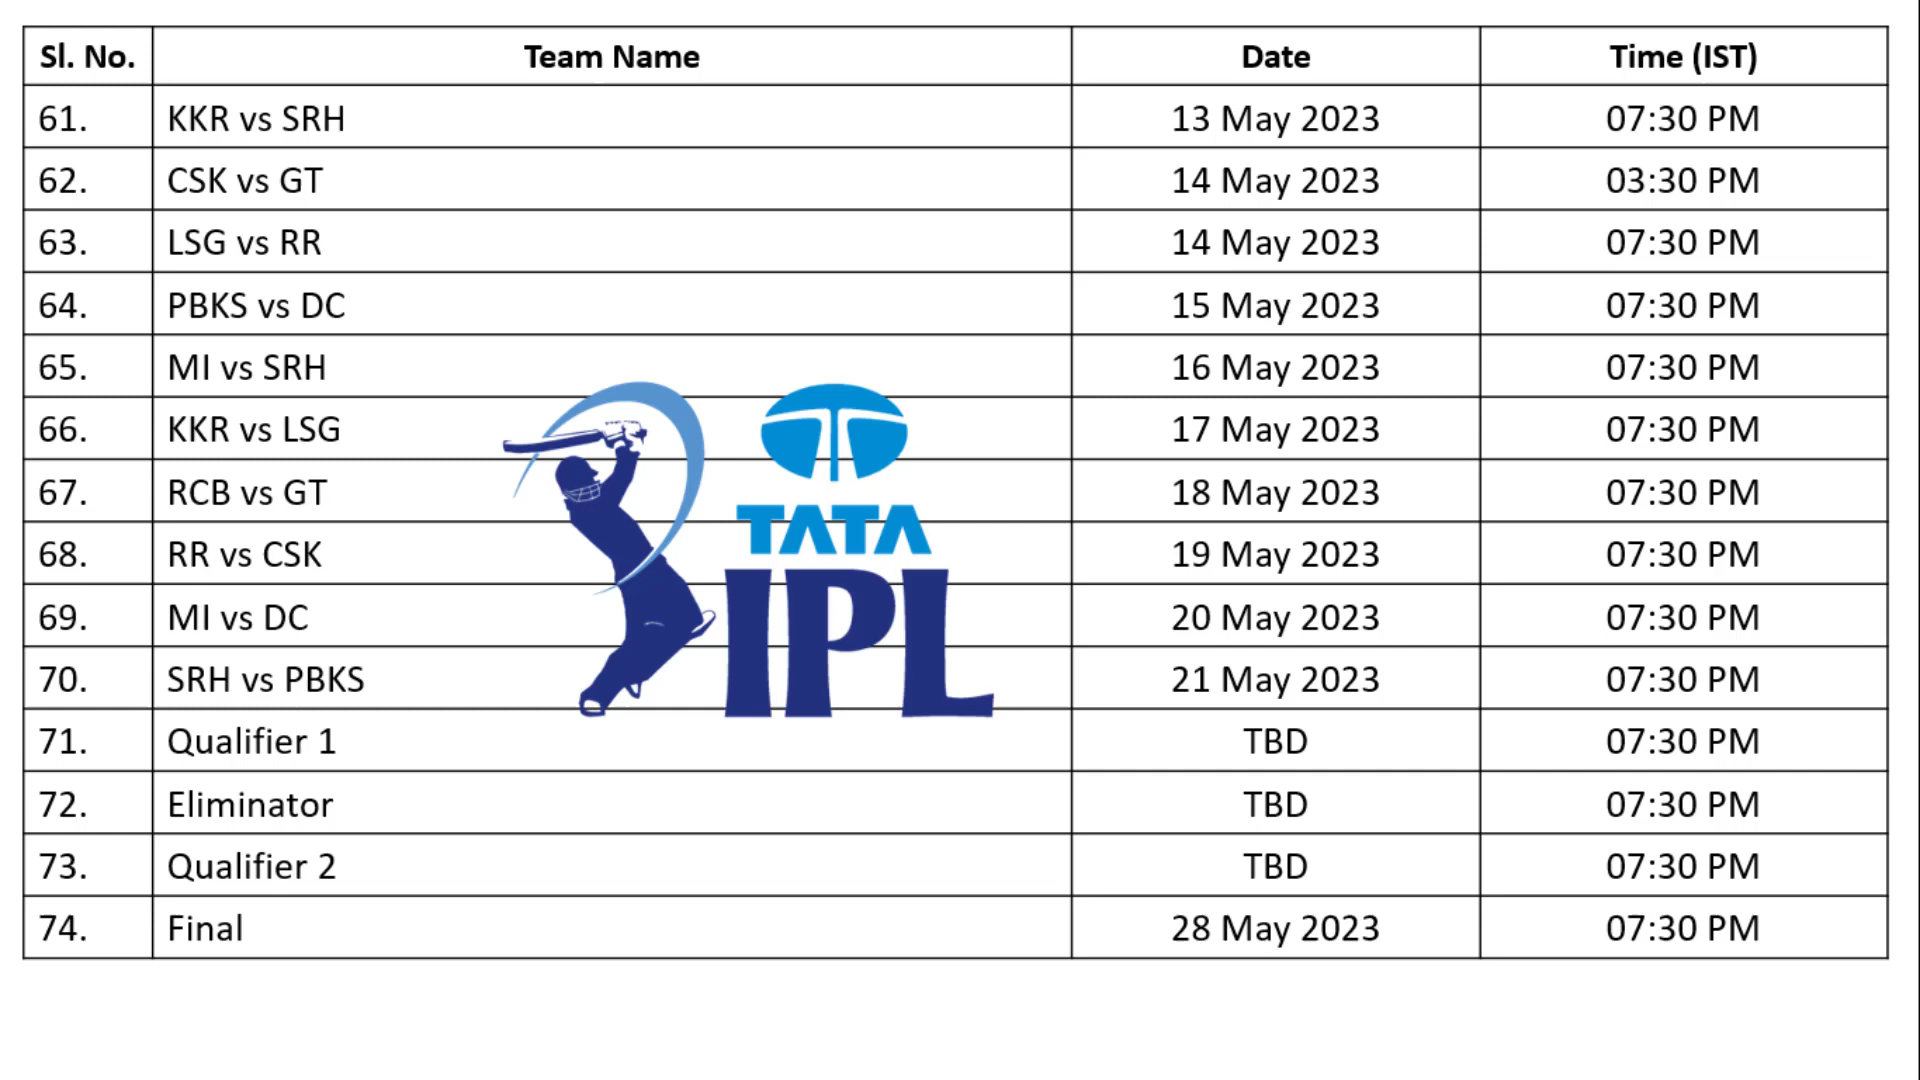 Sl. No. Team Name Date Time (IST)
61. KKR vs SRH 13 May 2023 07:30 PM
62. CSK vs GT 14 May 2023 03:30 PM
63. LSG vs RR 14 May 2023 07:30 PM
64. PBKS vs DC 15 May 2023 07:30 PM
65. MI vs SRH 16 May 2023 07:30 PM
66. KKR vs LSG 17 May 2023 07:30 PM
67. RCB vs GT 18 May 2023 07:30 PM
68. RR vs CSK 19 May 2023 07:30 PM
69. MI vs DC 20 May 2023 07:30 PM
70. SRH vs PBKS 21 May 2023 07:30 PM
71. Qualifier 1 TBD 07:30 PM
72. Eliminator TBD 07:30 PM
73. Qualifier 2 TBD 07:30 PM
74. Final 28 May 2023 07:30 PM
TATA
IPL